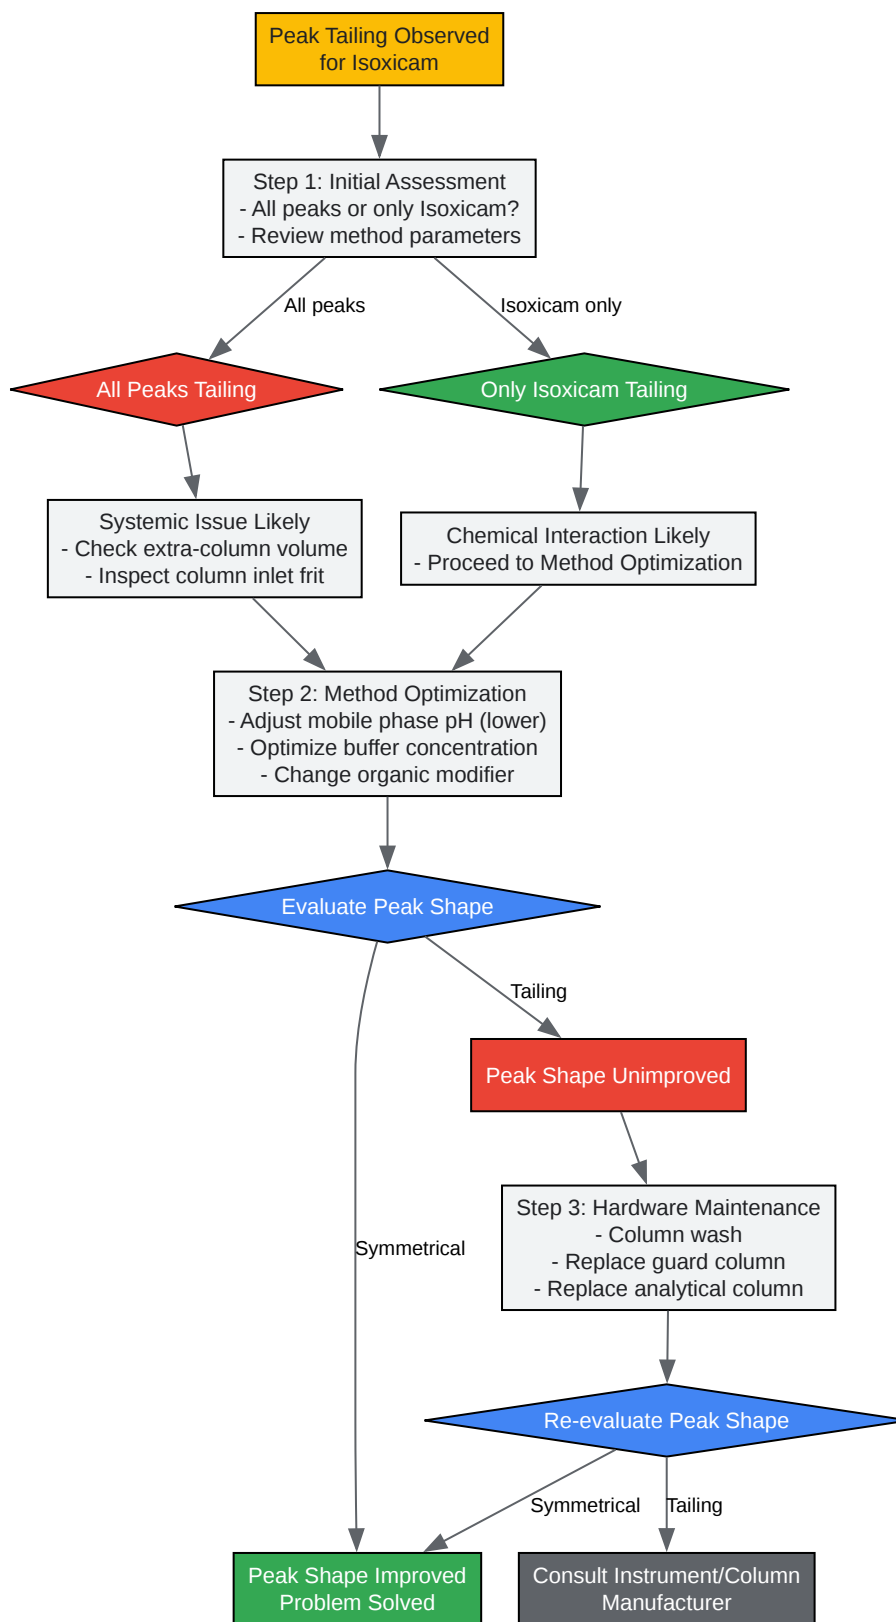 Peak Tailing Observed
for Isoxicam
Step 1: Initial Assessment
- All peaks or only Isoxicam?
- Review method parameters
All peaks
Isoxicam only
All Peaks Tailing
Only Isoxicam Tailing
Systemic Issue Likely
- Check extra-column volume
- Inspect column inlet frit
Chemical Interaction Likely
- Proceed to Method Optimization
Step 2: Method Optimization
- Adjust mobile phase pH (lower)
- Optimize buffer concentration
- Change organic modifier
Evaluate Peak Shape
Tailing
Peak Shape Unimproved
Step 3: Hardware Maintenance
- Column wash
- Replace guard column
- Replace analytical column
Symmetrical
Re-evaluate Peak Shape
Symmetrical
Tailing
Peak Shape Improved
Problem Solved
Consult Instrument/Column
Manufacturer